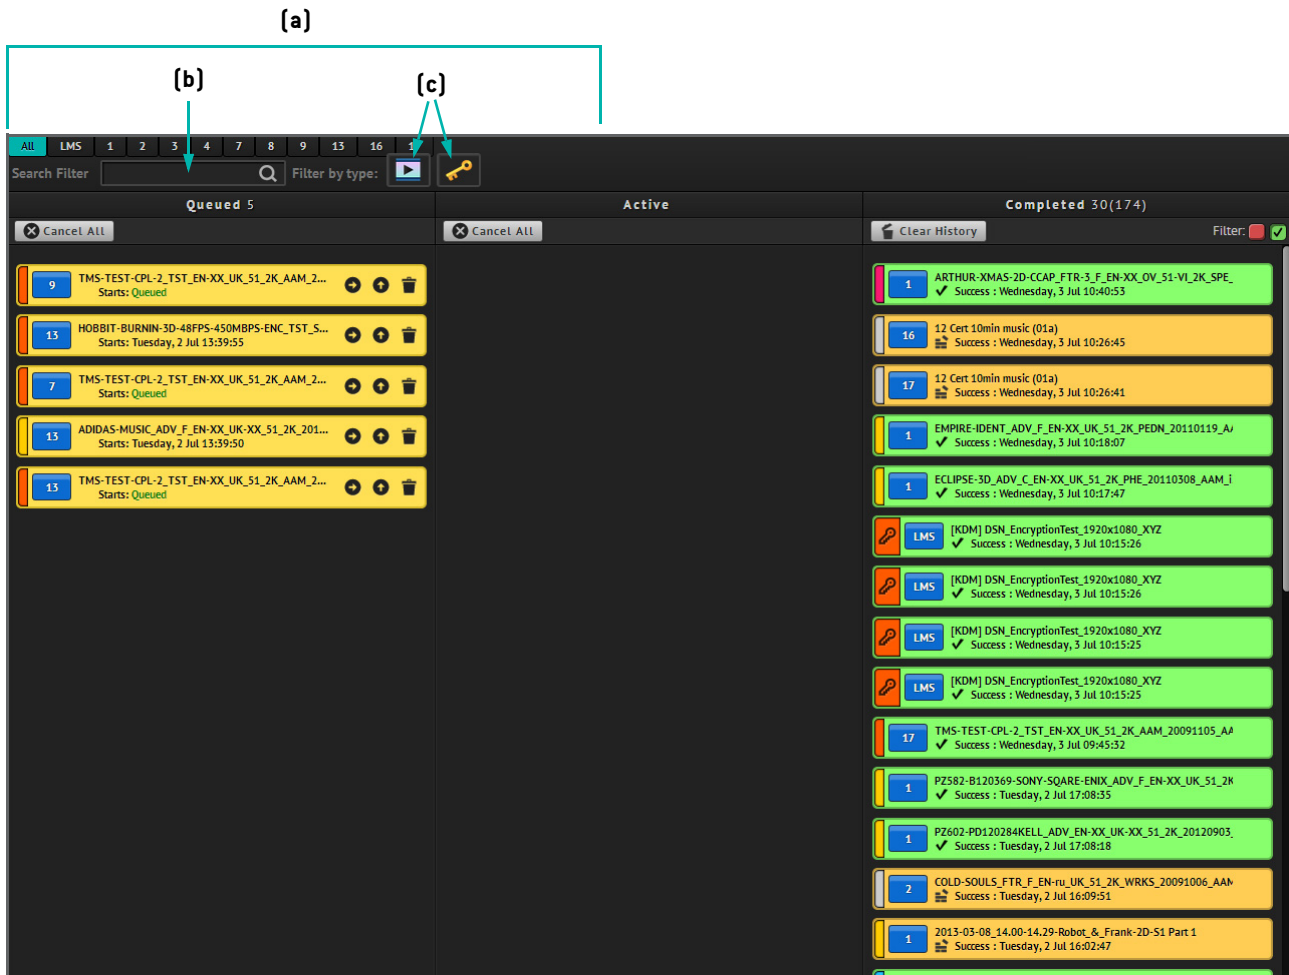 (a)
(b)
(c)
All LMS 1 2 3 4 7 8 9 13 16 1
Search Filter Filter by type:
Queued 5
Cancel All
9
TMS-TEST-CPL-2_TST_EN-XX_UK_51_2K_AAM_2...
Starts: Queued
13
HOBBIT-BURNIN-3D-48FPS-450MBPS-ENC_TST_S...
Starts: Tuesday, 2 Jul 13:39:55
7
TMS-TEST-CPL-2_TST_EN-XX_UK_51_2K_AAM_2...
Starts: Queued
13
ADIDAS-MUSIC_ADV_F_EN-XX_UK-XX_51_2K_201...
Starts: Tuesday, 2 Jul 13:39:50
13
TMS-TEST-CPL-2_TST_EN-XX_UK_51_2K_AAM_2...
Starts: Queued
Active
Cancel All
Completed 30(174)
Clear History Filter:
1
ARTHUR-XMAS-2D-CCAP_FTR-3_F_EN-XX_OV_51-VI_2K_SPE_
Success : Wednesday, 3 Jul 10:40:53
16
12 Cert 10min music (01a)
Success : Wednesday, 3 Jul 10:26:45
17
12 Cert 10min music (01a)
Success : Wednesday, 3 Jul 10:26:41
1
EMPIRE-IDENT_ADV_F_EN-XX_UK_51_2K_PEDN_20110119_A
Success : Wednesday, 3 Jul 10:18:07
1
ECLIPSE-3D_ADV_C_EN-XX_UK_51_2K_PHE_20110308_AAM_i
Success : Wednesday, 3 Jul 10:17:47
LMS
[KDM] DSN_EncryptionTest_1920x1080_XYZ
Success : Wednesday, 3 Jul 10:15:26
LMS
[KDM] DSN_EncryptionTest_1920x1080_XYZ
Success : Wednesday, 3 Jul 10:15:26
LMS
[KDM] DSN_EncryptionTest_1920x1080_XYZ
Success : Wednesday, 3 Jul 10:15:25
LMS
[KDM] DSN_EncryptionTest_1920x1080_XYZ
Success : Wednesday, 3 Jul 10:15:25
17
TMS-TEST-CPL-2_TST_EN-XX_UK_51_2K_AAM_20091105_AA
Success : Wednesday, 3 Jul 09:45:32
1
PZ582-B120369-SONY-SQARE-ENIX_ADV_F_EN-XX_UK_51_2K
Success : Tuesday, 2 Jul 17:08:35
1
PZ602-PD120284KELL_ADV_EN-XX_UK-XX_51_2K_20120903_
Success : Tuesday, 2 Jul 17:08:18
2
COLD-SOULS_FTR_F_EN-ru_UK_51_2K_WRKS_20091006_AAM
Success : Tuesday, 2 Jul 16:09:51
1
2013-03-08_14.00-14.29-Robot_&_Frank-2D-S1 Part 1
Success : Tuesday, 2 Jul 16:02:47